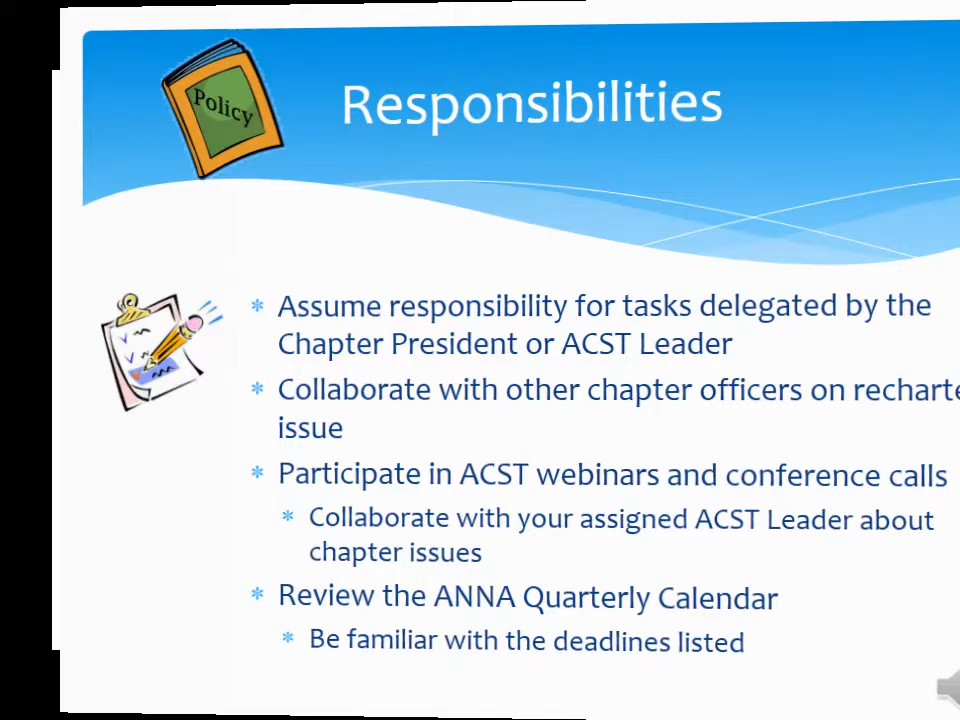 Policy
Responsibilities
* Assume responsibility for tasks delegated by the
Chapter President or ACST Leader
* Collaborate with other chapter officers on
issue
* Participate in ACST webinars and conference calls
* Collaborate with your assigned ACST Leader about
chapter issues
* Review the ANNA Quarterly Calendar
* Be familiar with the deadlines listed